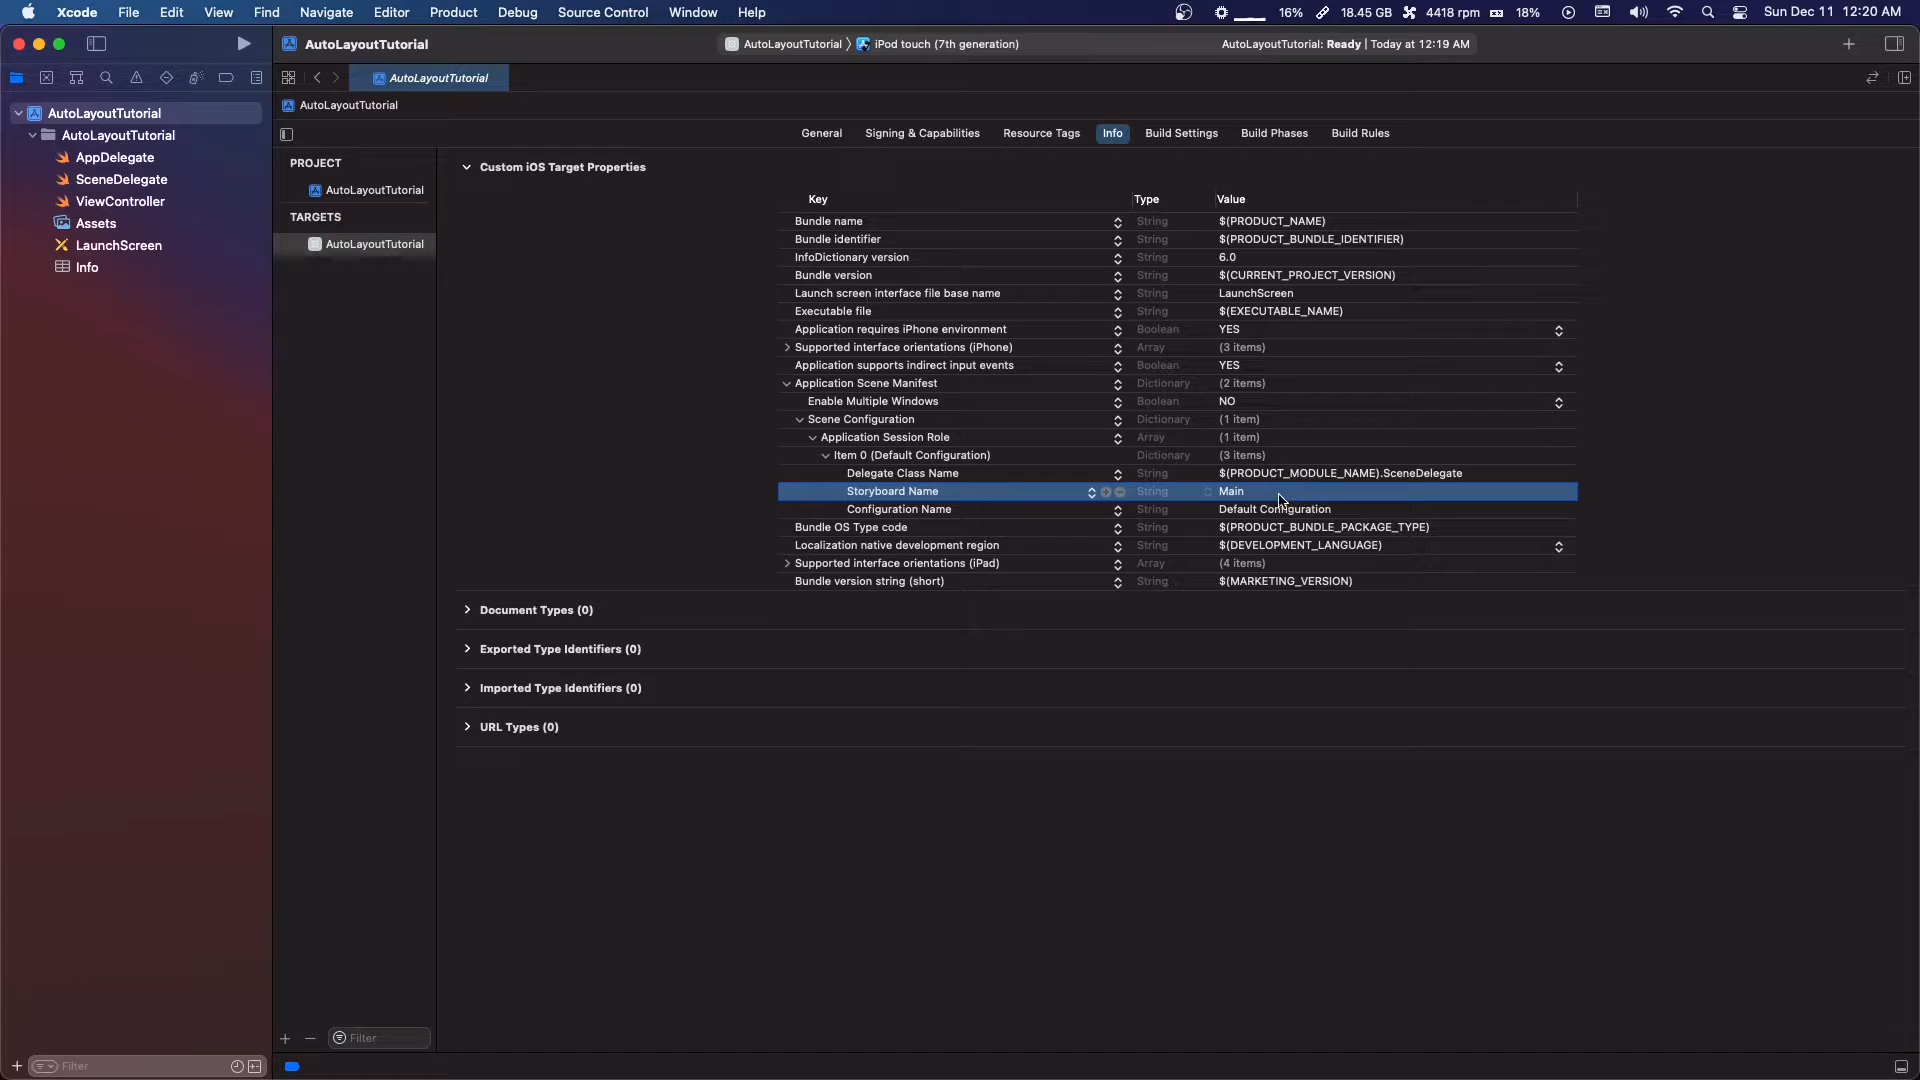 Xcode File Edit View Find Navigate Editor Product Debug Source Control Window Help 16% 18.45 GB 4418 rpm 18% Sun Dec 11 12:20 AM
AutoLayoutTutorial AutoLayoutTutorial iPod touch (7th generation) AutoLayoutTutorial: Ready | Today at 12:19 AM
AutoLayoutTutorial
AutoLayoutTutorial
AutoLayoutTutorial
AutoLayoutTutorial
AppDelegate
SceneDelegate
ViewController
Assets
LaunchScreen
Info
General Signing & Capabilities Resource Tags Info Build Settings Build Phases Build Rules
PROJECT
AutoLayoutTutorial
TARGETS
AutoLayoutTutorial
Custom iOS Target Properties
Key Type Value
Bundle name String $(PRODUCT_NAME)
Bundle identifier String $(PRODUCT_BUNDLE_IDENTIFIER)
InfoDictionary version String 6.0
Bundle version String $(CURRENT_PROJECT_VERSION)
Launch screen interface file base name String LaunchScreen
Executable file String $(EXECUTABLE_NAME)
Application requires iPhone environment Boolean YES
Supported interface orientations (iPhone) Array (3 items)
Application supports indirect input events Boolean YES
Application Scene Manifest Dictionary (2 items)
Enable Multiple Windows Boolean NO
Scene Configuration Dictionary (1 item)
Application Session Role Array (1 item)
Item 0 (Default Configuration) Dictionary (3 items)
Delegate Class Name String $(PRODUCT_MODULE_NAME).SceneDelegate
Storyboard Name String Main
Configuration Name String Default Configuration
Bundle OS Type code String $(PRODUCT_BUNDLE_PACKAGE_TYPE)
Localization native development region String $(DEVELOPMENT_LANGUAGE)
Supported interface orientations (iPad) Array (4 items)
Bundle version string (short) String $(MARKETING_VERSION)
Document Types (0)
Exported Type Identifiers (0)
Imported Type Identifiers (0)
URL Types (0)
Filter
Filter